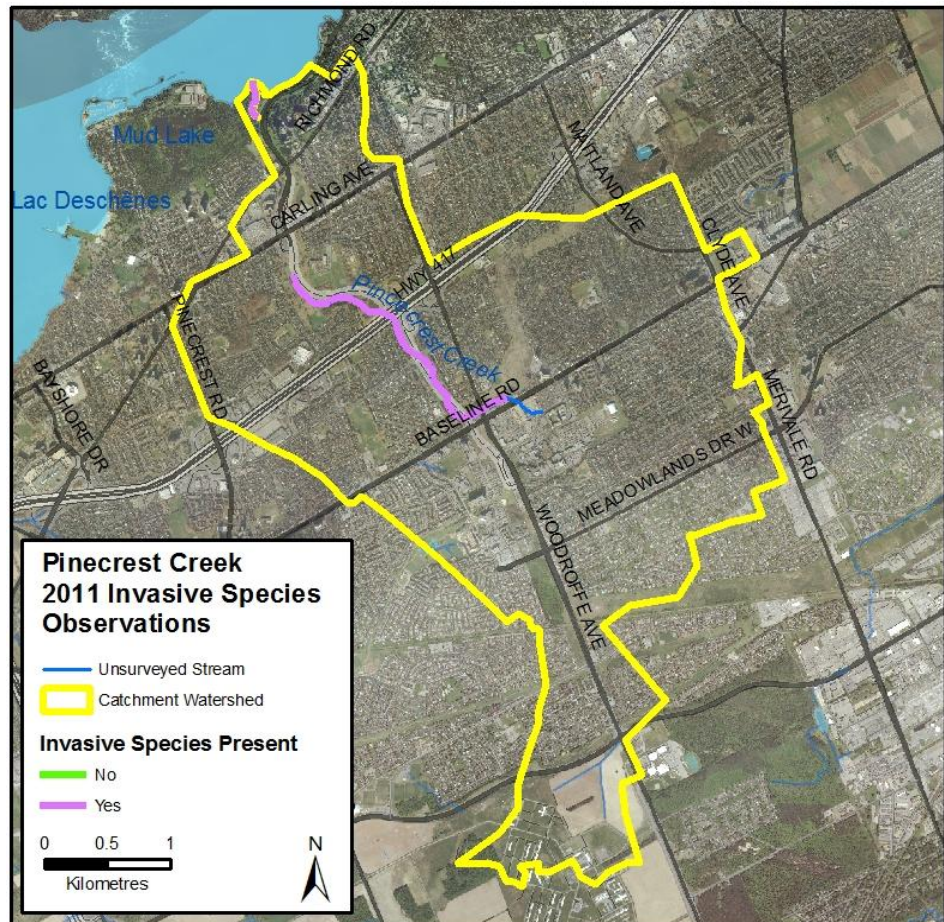 RICHMOND RD
Mud Lake
MAITLAND AVE
Lac Deschênes
CARLING AVE
CLYDE AVE
HWY 417
Pinecrest Creek
PINECREST RD
BAYSHORE DR
BASELINE RD
MERIVALE RD
MEADOWLANDS DR W
WOODROFFE AVE
Pinecrest Creek
2011 Invasive Species
Observations
Unsurveyed Stream
Catchment Watershed
Invasive Species Present
No
Yes
0 0.5 1
Kilometres
N